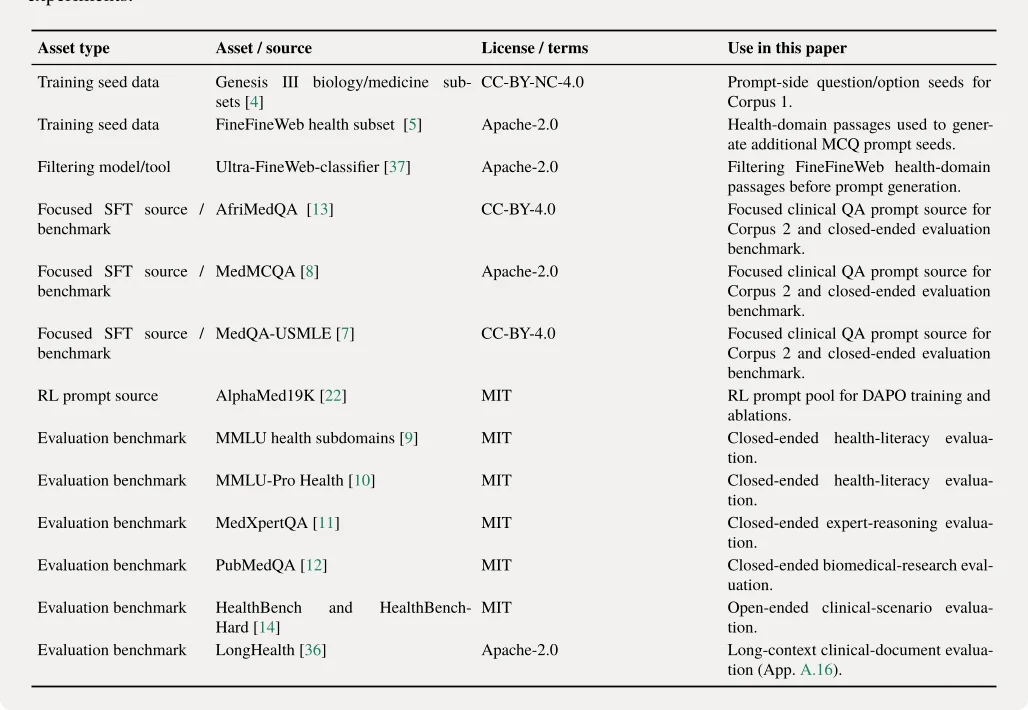 experiments.
Asset type Asset / source License / terms Use in this paper
Training seed data Genesis III biology/medicine sub- CC-BY-NC-4.0 Prompt-side question/option seeds for
sets [4] Corpus 1.
Training seed data FineFineWeb health subset [5] Apache-2.0 Health-domain passages used to gener-
ate additional MCQ prompt seeds.
Filtering model/tool Ultra-FineWeb-classifier [37] Apache-2.0 Filtering FineFineWeb health-domain
passages before prompt generation.
Focused SFT source / AfriMedQA [13] CC-BY-4.0 Focused clinical QA prompt source for
benchmark Corpus 2 and closed-ended evaluation
benchmark.
Focused SFT source / MedMCQA [8] Apache-2.0 Focused clinical QA prompt source for
benchmark Corpus 2 and closed-ended evaluation
benchmark.
Focused SFT source / MedQA-USMLE [7] CC-BY-4.0 Focused clinical QA prompt source for
benchmark Corpus 2 and closed-ended evaluation
benchmark.
RL prompt source AlphaMed19K [22] MIT RL prompt pool for DAPO training and
ablations.
Evaluation benchmark MMLU health subdomains [9] MIT Closed-ended health-literacy evalua-
tion.
Evaluation benchmark MMLU-Pro Health [10] MIT Closed-ended health-literacy evalua-
tion.
Evaluation benchmark MedXpertQA [11] MIT Closed-ended expert-reasoning evalua-
tion.
Evaluation benchmark PubMedQA [12] MIT Closed-ended biomedical-research eval-
uation.
Evaluation benchmark HealthBench and HealthBench- MIT Open-ended clinical-scenario evalua-
Hard [14] tion.
Evaluation benchmark LongHealth [36] Apache-2.0 Long-context clinical-document evalua-
tion (App. A.16).